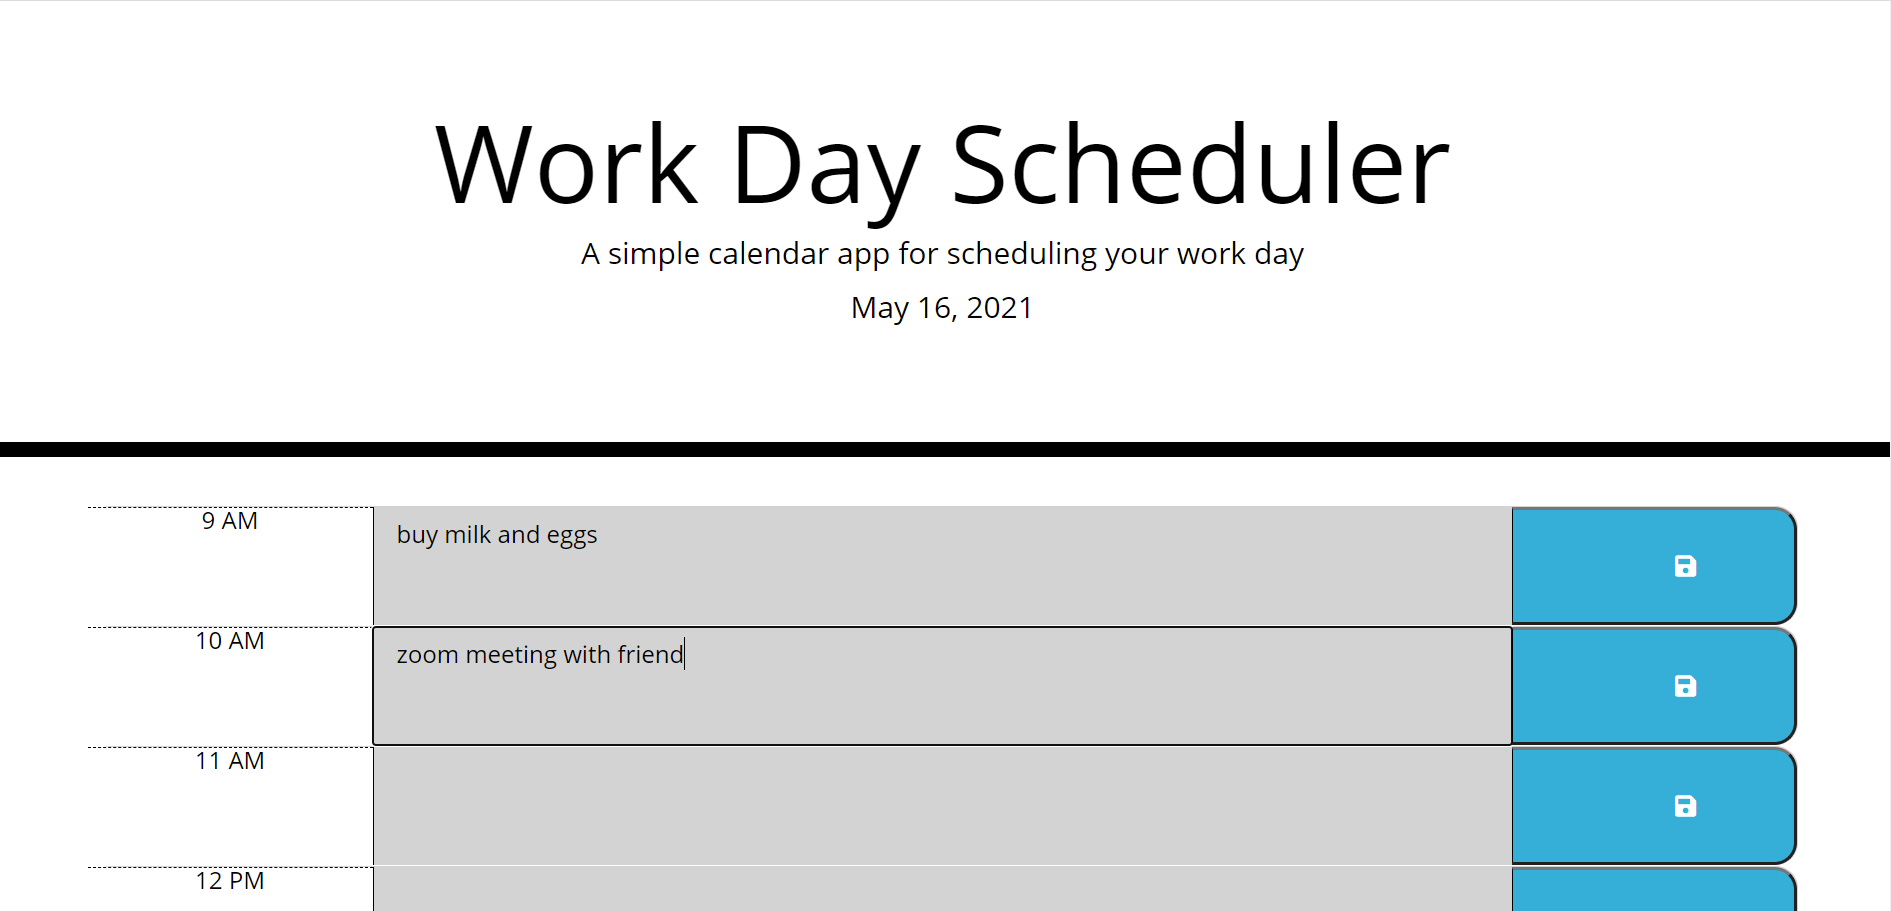 Work Day Scheduler
A simple calendar app for scheduling your work day
May 16, 2021
9 AM
buy milk and eggs
10 AM
zoom meeting with friend
11 AM
12 PM